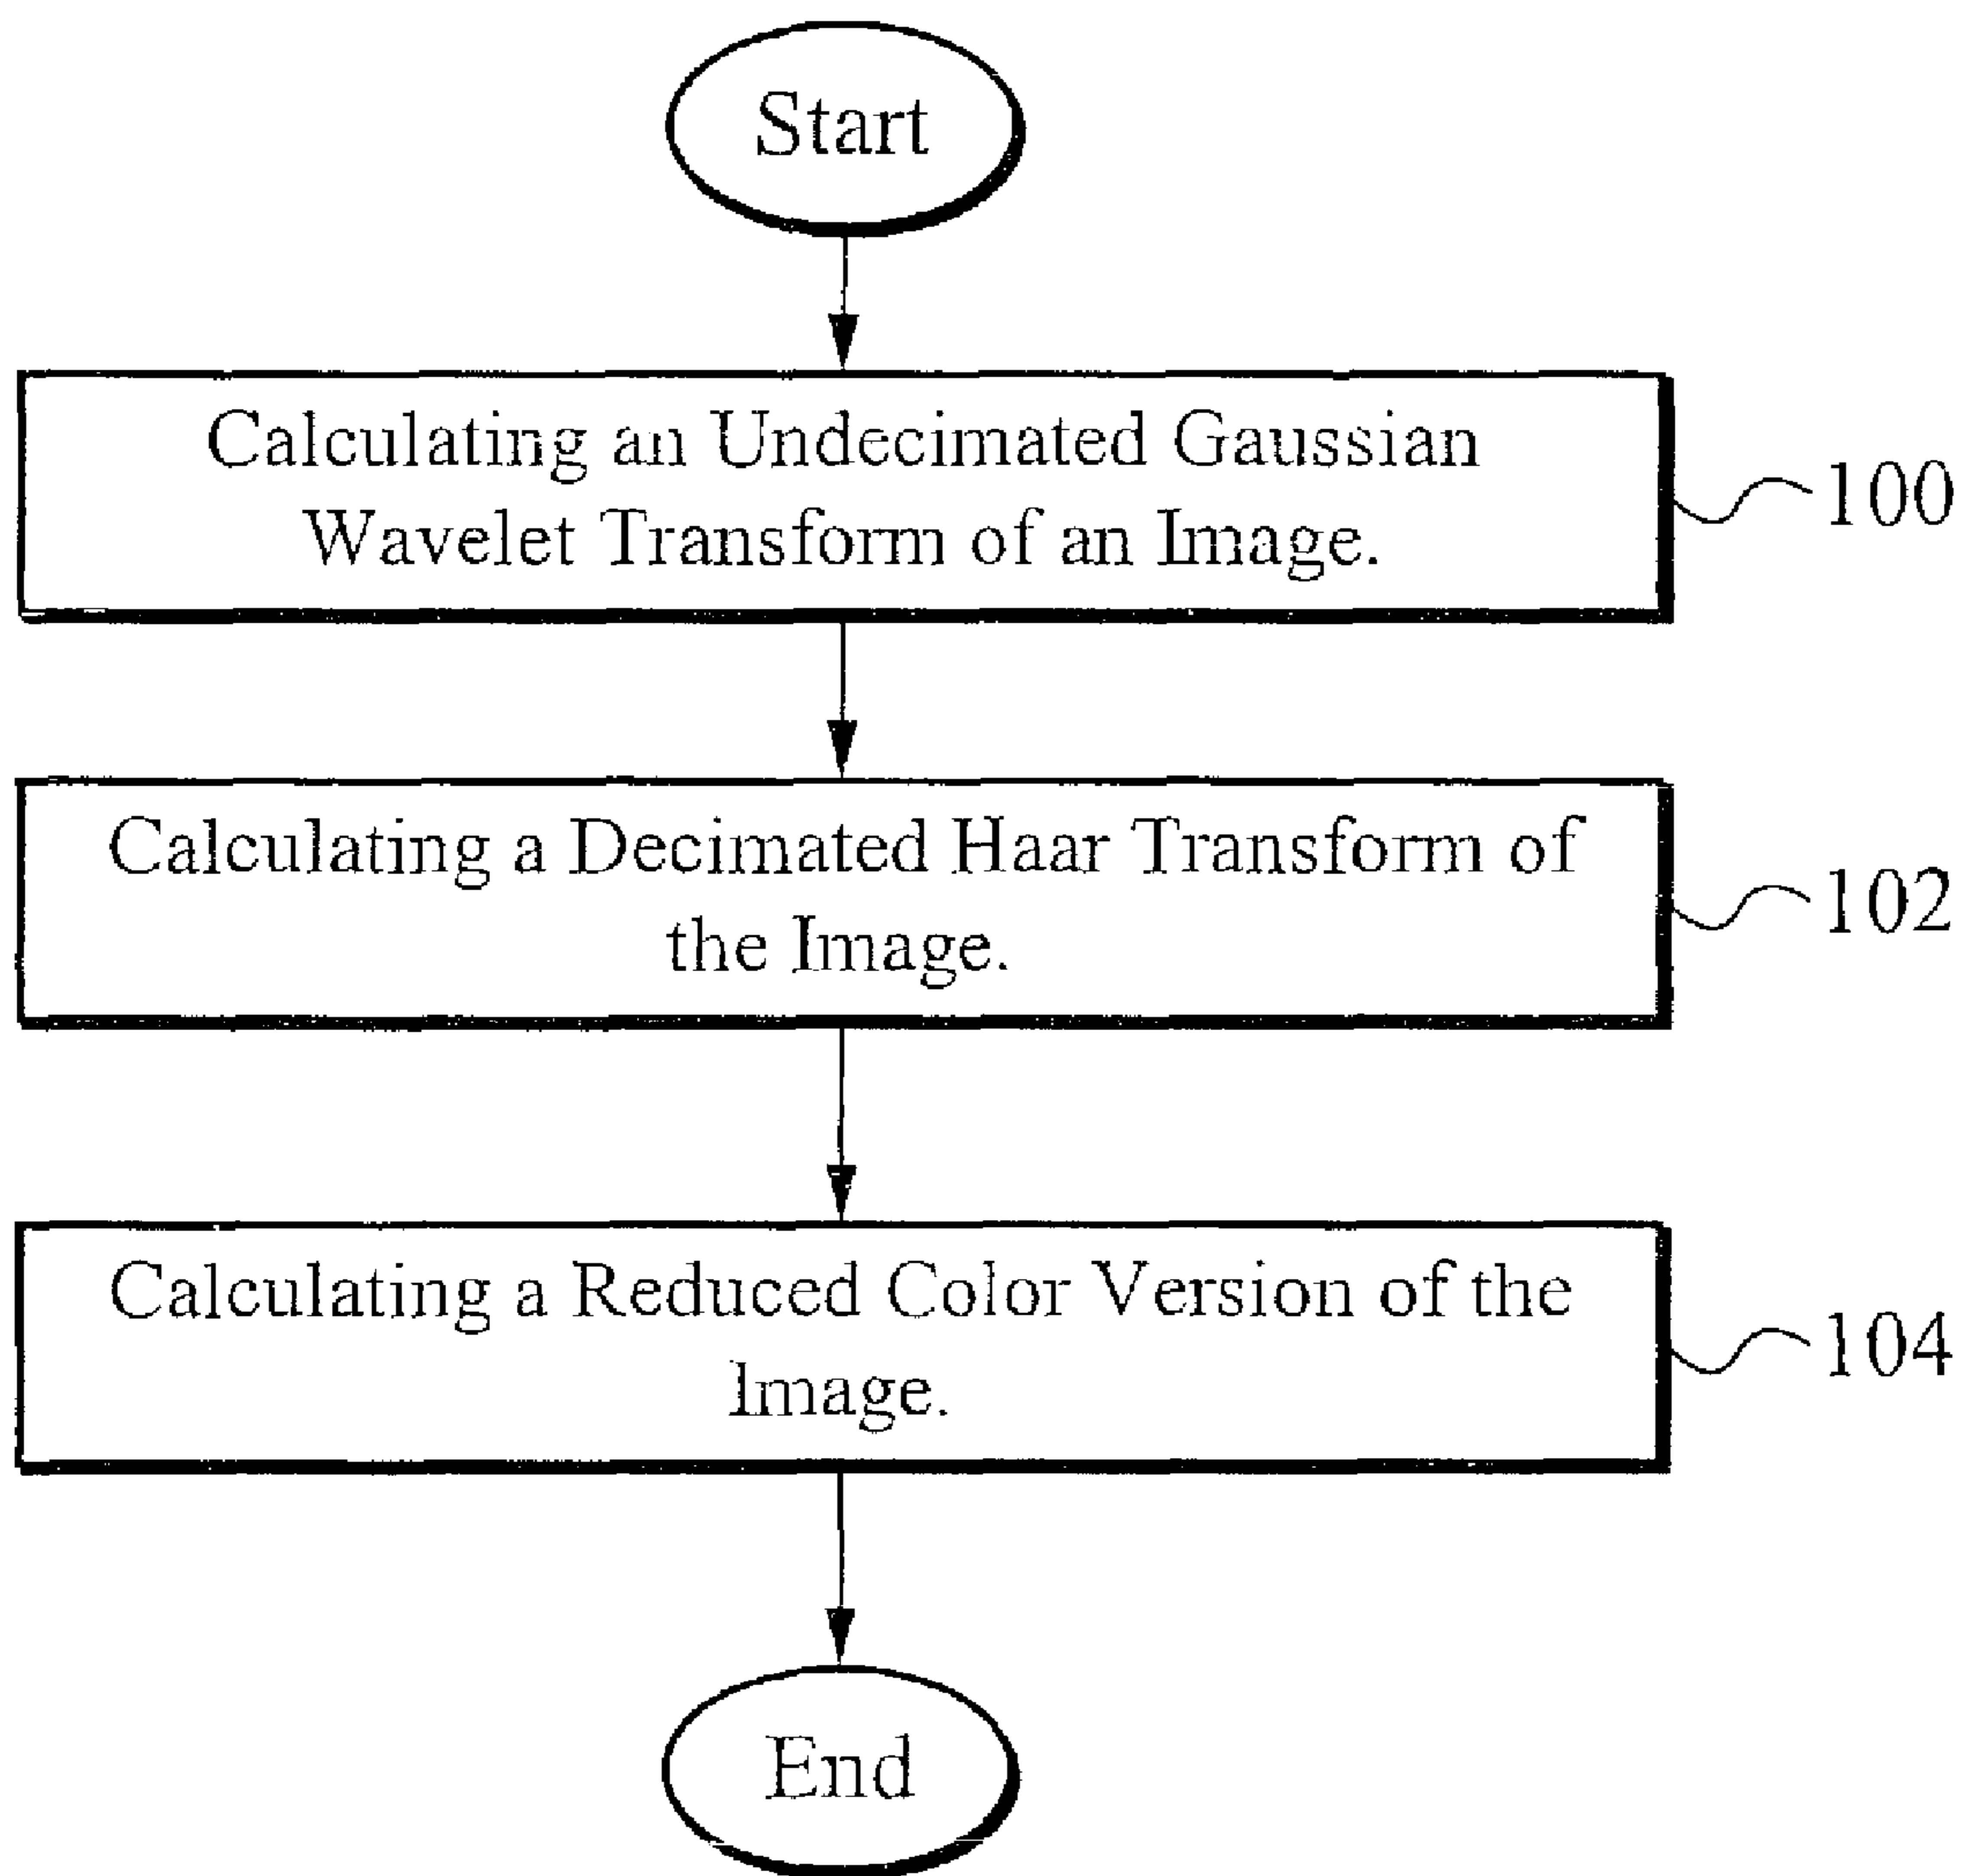 Start
Calculating an Undecimated Gaussian
Wavelet Transform of an Image.
100
Calculating a Decimated Haar Transform of
the Image.
102
Calculating a Reduced Color Version of the
Image.
104
End